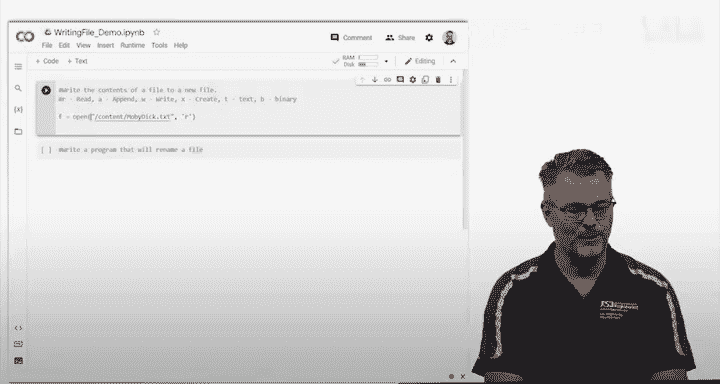 WritingFile_Demo.ipynb
File Edit View Insert Runtime Tools Help
Comment
Share
+ Code + Text
RAM
Disk
Editing
#Write the contents of a file to a new file.
#r - Read, a - Append, w - Write, x - Create, t - text, b - binary
f = open("/content/MobyDick.txt", 'r')
[ ] #Write a program that will rename a file